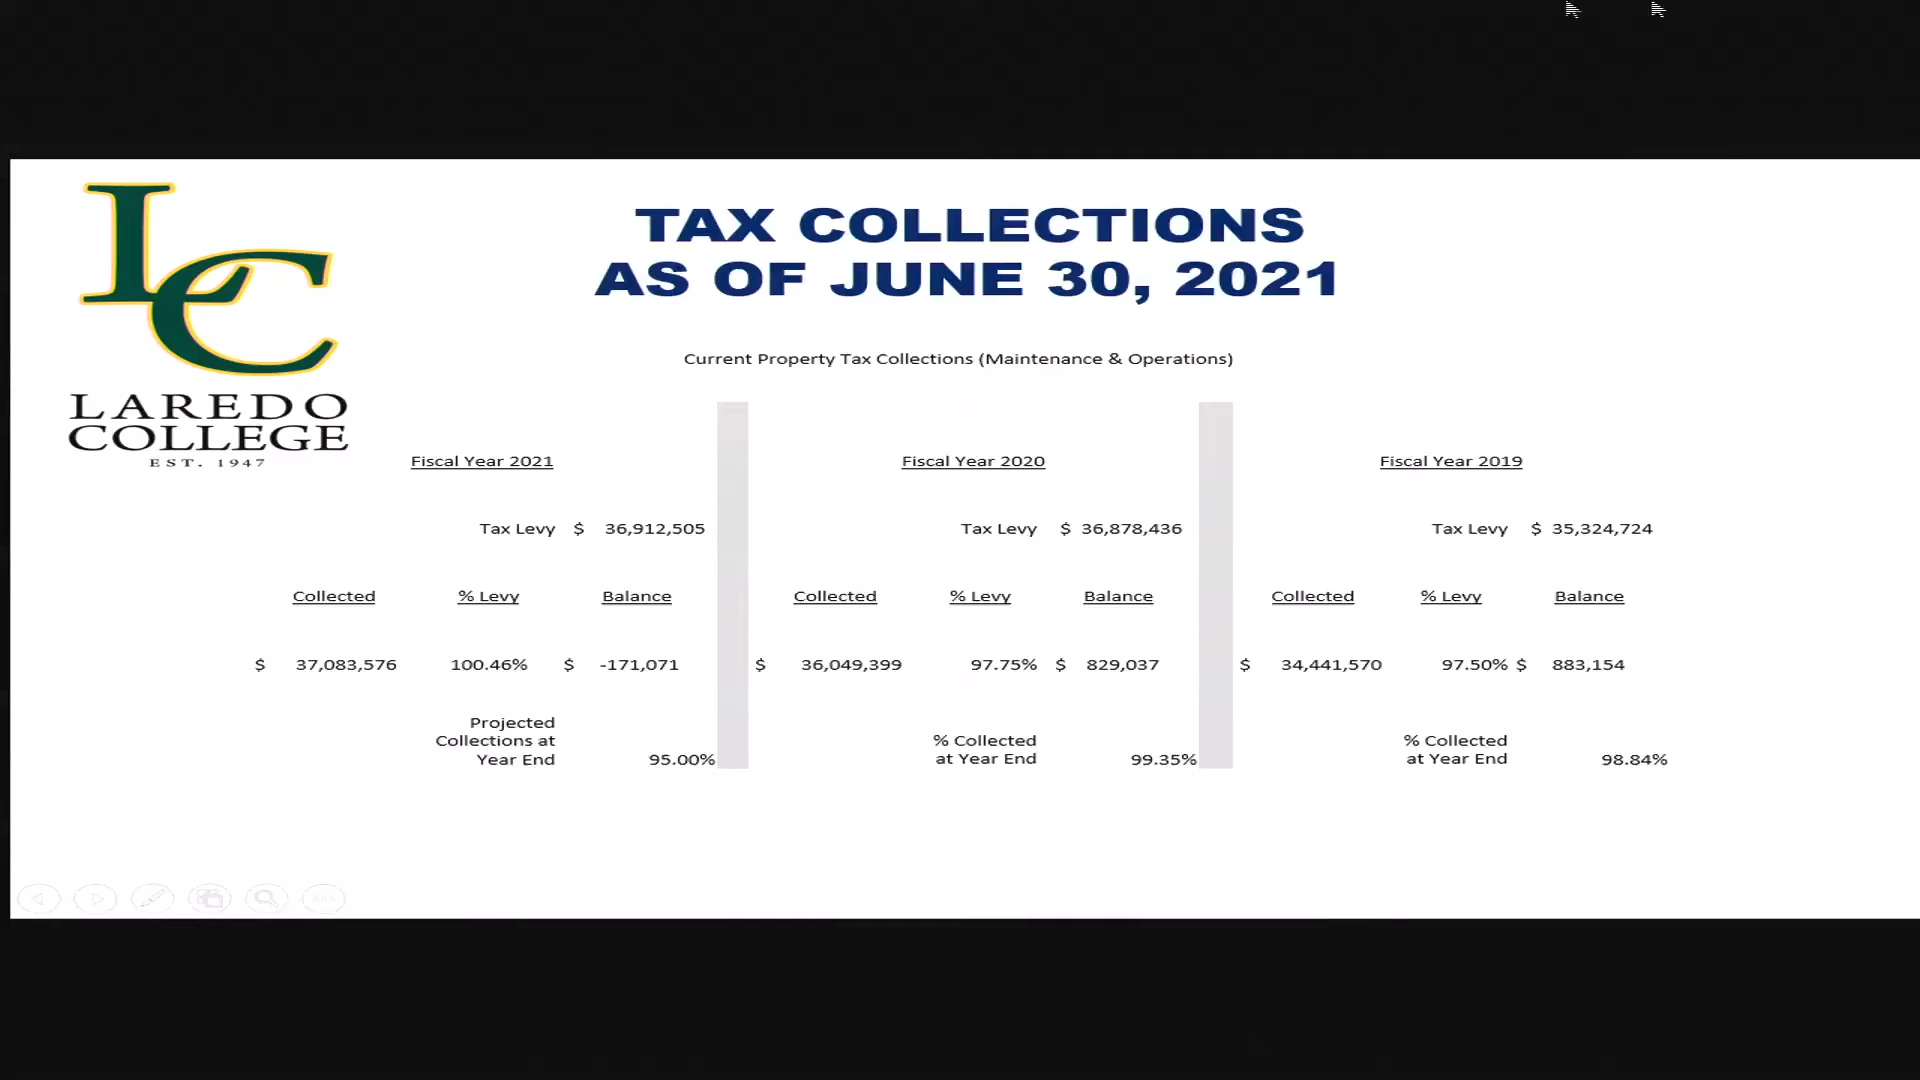 LC
LAREDO
COLLEGE
EST. 1947
TAX COLLECTIONS
AS OF JUNE 30, 2021
Current Property Tax Collections (Maintenance & Operations)
Fiscal Year 2021 Fiscal Year 2020 Fiscal Year 2019
Tax Levy $ 36,912,505 Tax Levy $ 36,878,436 Tax Levy $ 35,324,724
Collected % Levy Balance Collected % Levy Balance Collected % Levy Balance
$ 37,083,576 100.46% $ -171,071 $ 36,049,399 97.75% $ 829,037 $ 34,441,570 97.50% $ 883,154
Projected
Collections at % Collected % Collected
Year End 95.00% at Year End 99.35% at Year End 98.84%